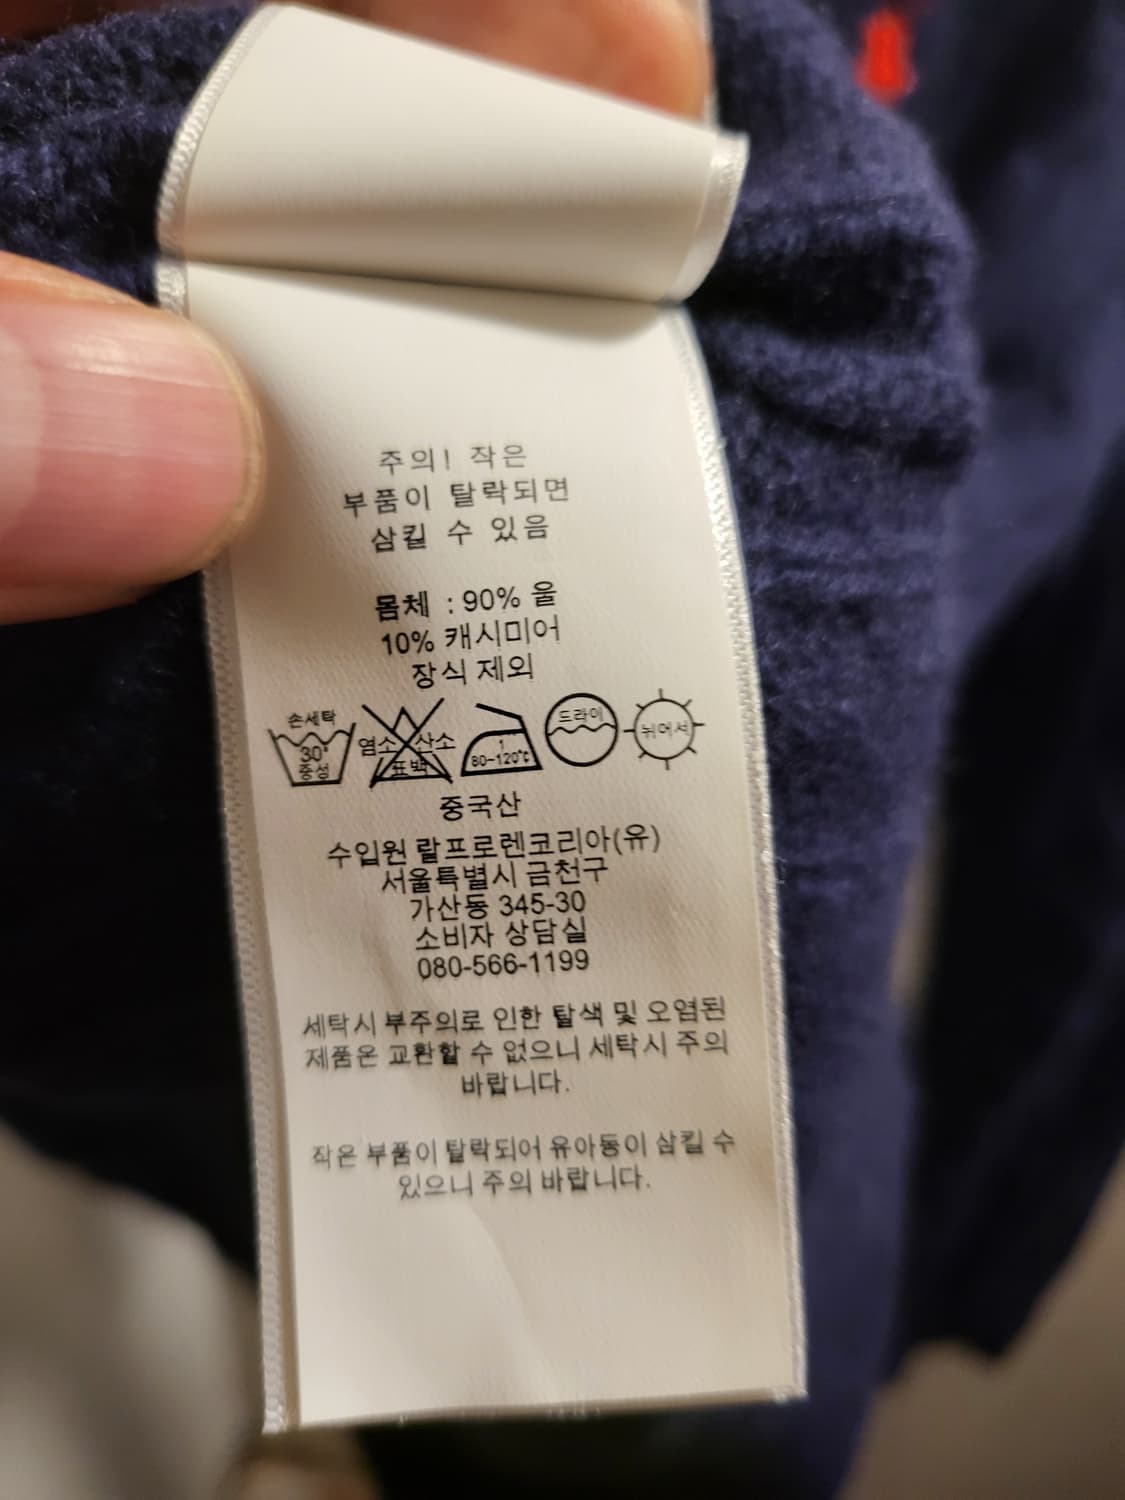 주의! 작은
부품이 탈락되면
삼킬 수 있음
몸체 : 90% 울
10% 캐시미어
장식 제외
손세탁
30°
중성
염소 산소
표백
1
80-120℃
드라이
뉘어서
중국산
수입원 랄프로렌코리아(유)
서울특별시 금천구
가산동 345-30
소비자 상담실
080-566-1199
세탁시 부주의로 인한 탈색 및 오염된
제품은 교환할 수 없으니 세탁시 주의
바랍니다.
작은 부품이 탈락되어 유아동이 삼킬 수
있으니 주의 바랍니다.